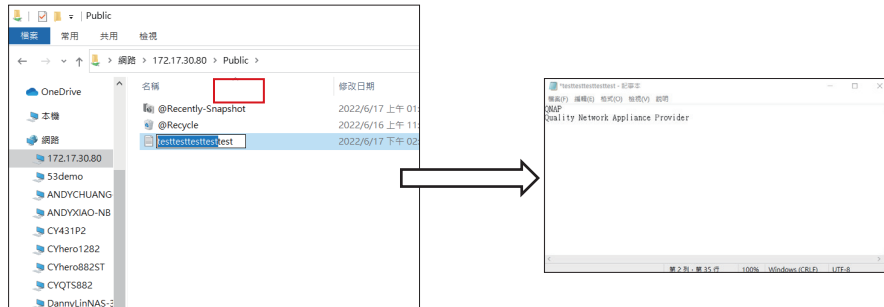 Public
檔案 常用 共用 檢視
網路 > 172.17.30.80 > Public >
名稱 修改日期
OneDrive
本機
網路
172.17.30.80
53demo
ANDYCHUANG
ANDYXIAO-NB
CY431P2
CYhero1282
CYhero882ST
CYQTS882
DannyLinNAS-
@Recently-Snapshot 2022/6/17 上午 01:
@Recycle 2022/6/16 上午 11:
testtesttesttesttest 2022/6/17 下午 02:
*testtesttesttesttest - 記事本
檔案(F) 編輯(E) 格式(O) 檢視(V) 說明
QNAP
Quality Network Appliance Provider
第 2 列，第 35 行 100% Windows (CRLF) UTF-8